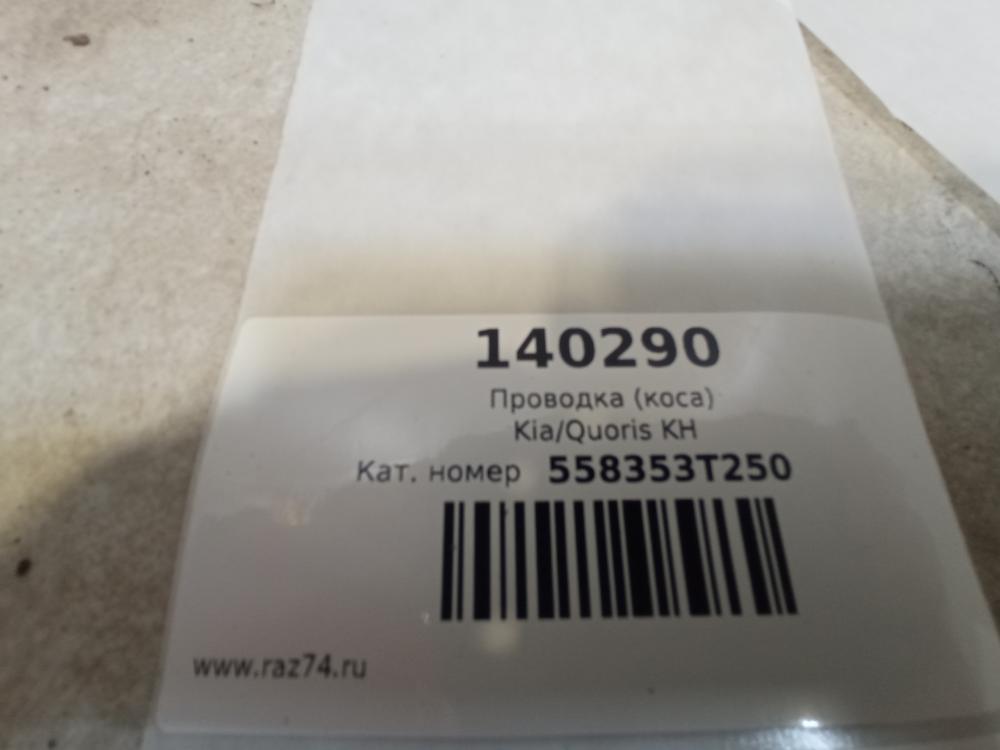 140290
Проводка (коса)
Kia/Quoris KH
Кат. номер 558353T250
www.raz74.ru